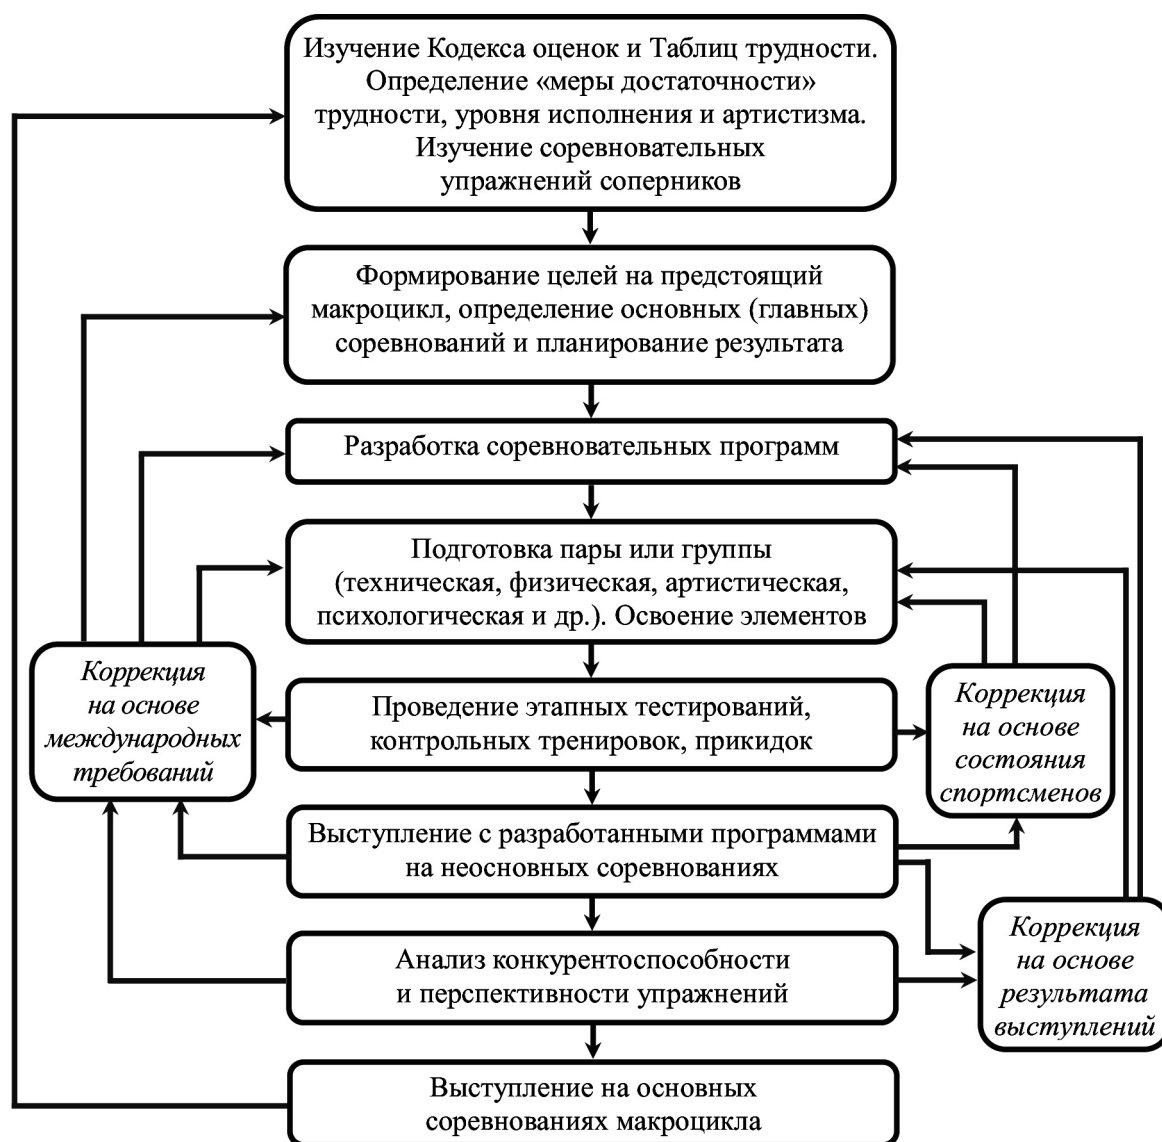 Изучение Кодекса оценок и Таблиц трудности.
Определение «меры достаточности»
трудности, уровня исполнения и артистизма.
Изучение соревновательных
упражнений соперников
Формирование целей на предстоящий
макроцикл, определение основных (главных)
соревнований и планирование результата
Разработка соревновательных программ
Подготовка пары или группы
(техническая, физическая, артистическая,
психологическая и др.). Освоение элементов
Коррекция
на основе
международных
требований
Проведение этапных тестирований,
контрольных тренировок, прикидок
Коррекция
на основе
состояния
спортсменов
Выступление с разработанными программами
на неосновных соревнованиях
Анализ конкурентоспособности
и перспективности упражнений
Коррекция
на основе
результата
выступлений
Выступление на основных
соревнованиях макроцикла